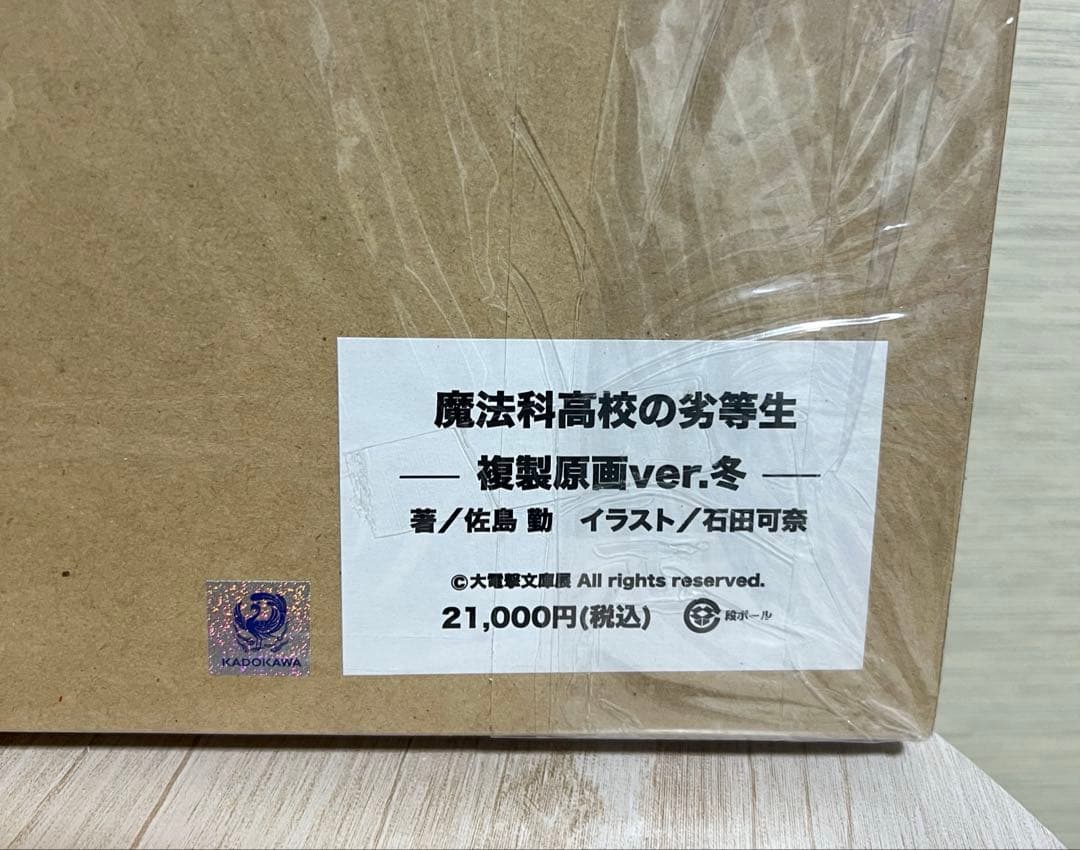 魔法科高校の劣等生
── 複製原画ver.冬 ──
著／佐島 勤　イラスト／石田可奈
©大電撃文庫展 All rights reserved.
21,000円(税込) 段ボール
KADOKAWA